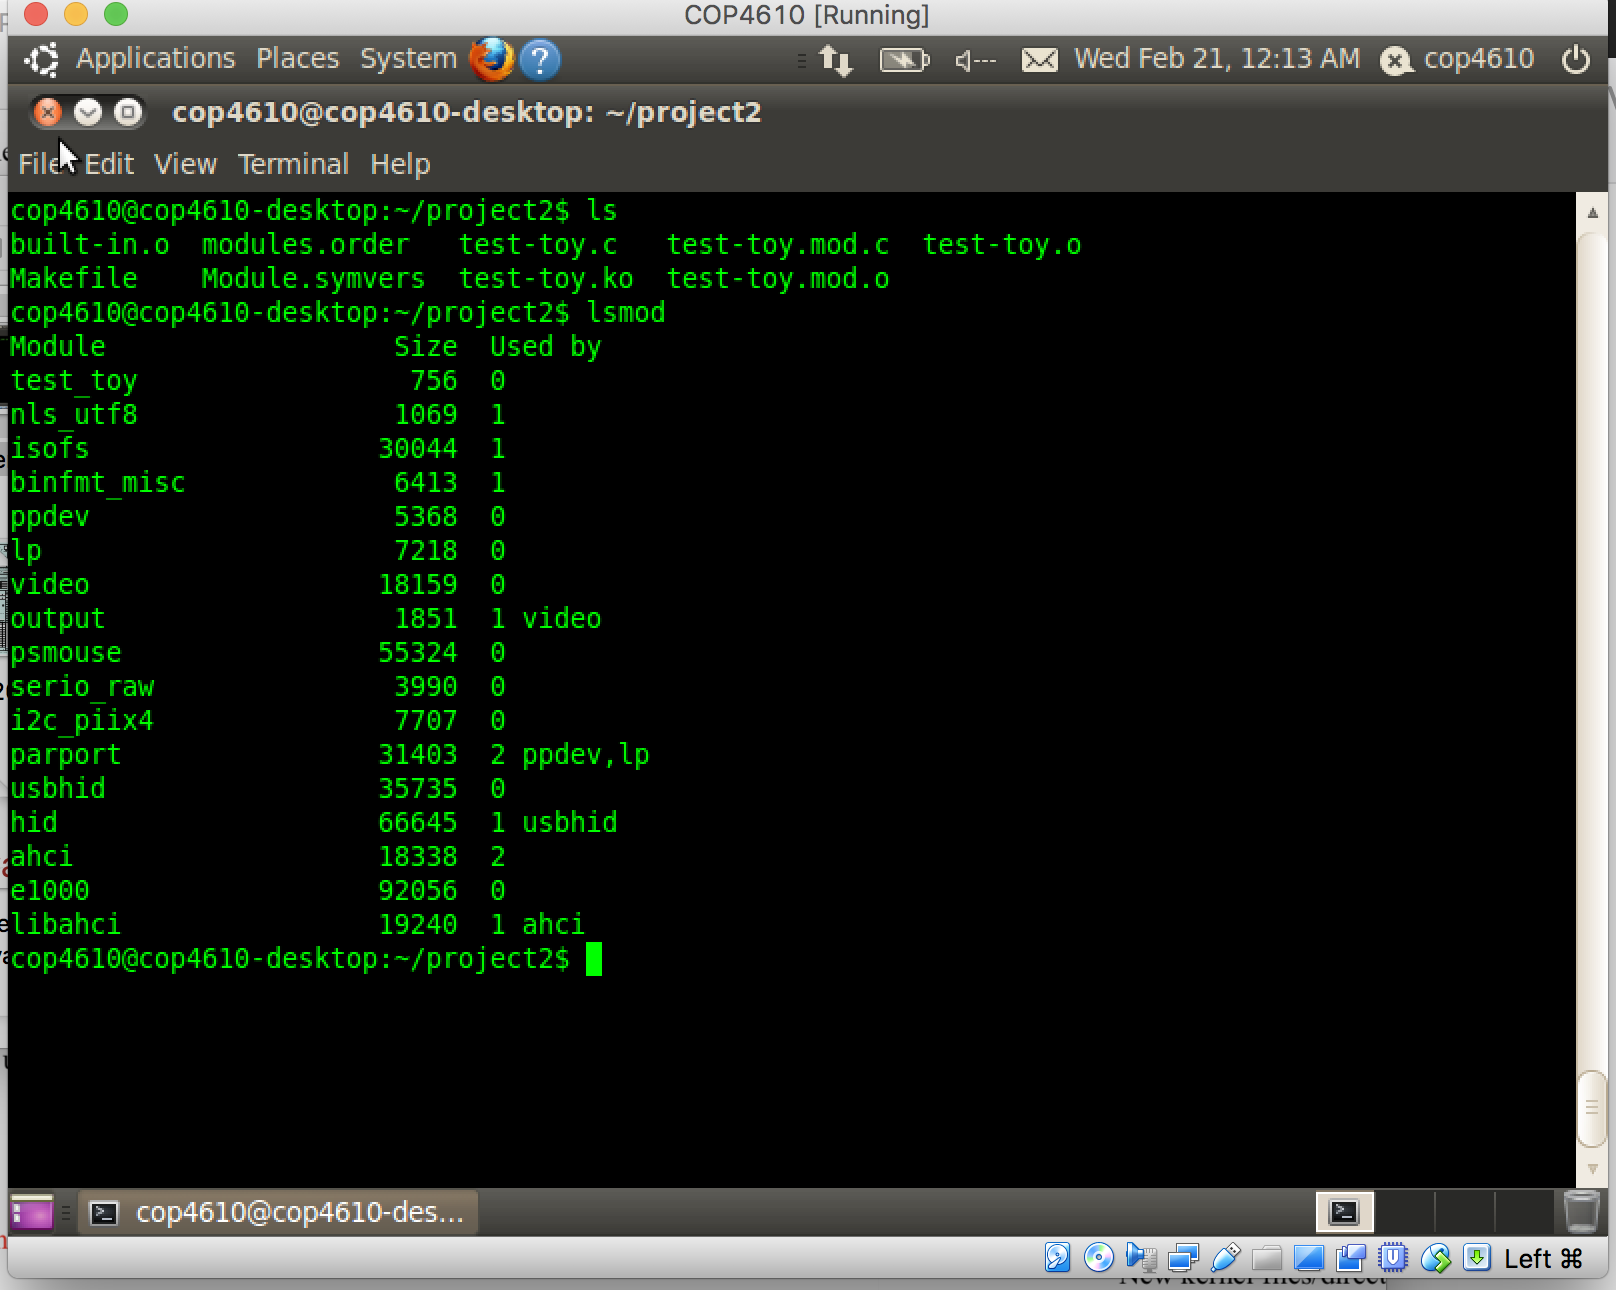 COP4610 [Running]
Applications Places System ? Wed Feb 21, 12:13 AM cop4610
cop4610@cop4610-desktop: ~/project2
File Edit View Terminal Help
cop4610@cop4610-desktop:~/project2$ ls
built-in.o modules.order test-toy.c test-toy.mod.c test-toy.o
Makefile Module.symvers test-toy.ko test-toy.mod.o
cop4610@cop4610-desktop:~/project2$ lsmod
Module Size Used by
test_toy 756 0
nls_utf8 1069 1
isofs 30044 1
binfmt_misc 6413 1
ppdev 5368 0
lp 7218 0
video 18159 0
output 1851 1 video
psmouse 55324 0
serio_raw 3990 0
i2c_piix4 7707 0
parport 31403 2 ppdev,lp
usbhid 35735 0
hid 66645 1 usbhid
ahci 18338 2
e1000 92056 0
libahci 19240 1 ahci
cop4610@cop4610-desktop:~/project2$
cop4610@cop4610-des...
Left ⌘
New kernel files/direct